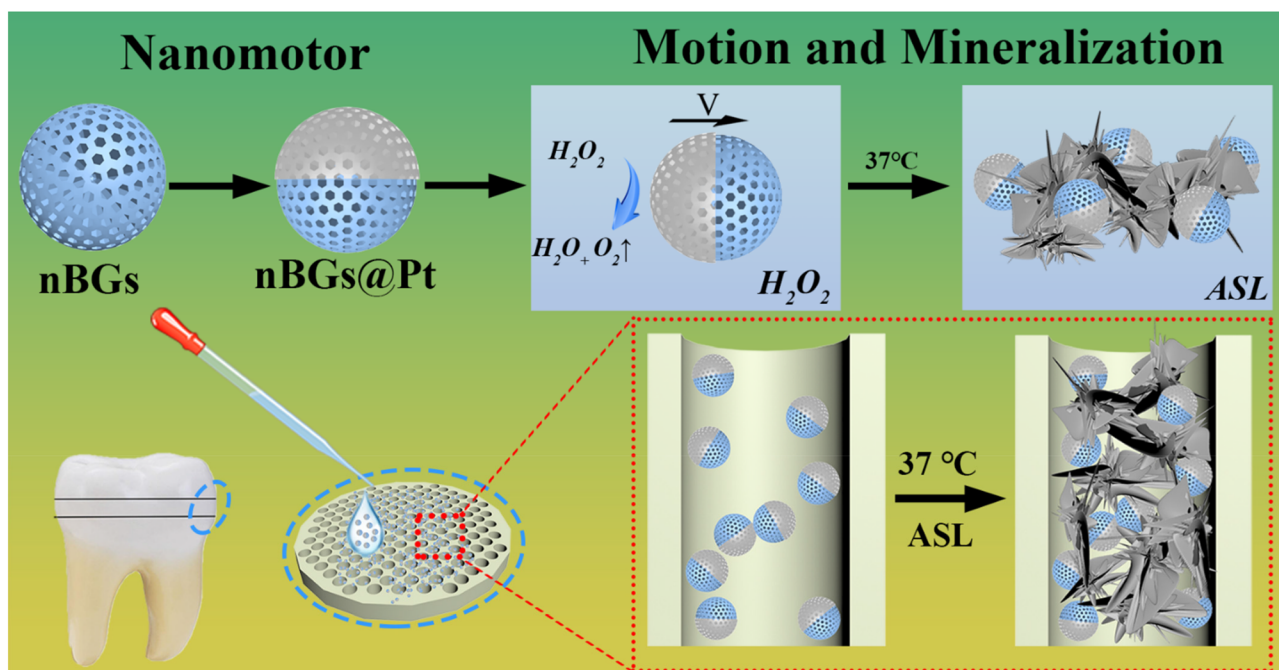 Nanomotor
Motion and Mineralization
V
H₂O₂
H₂O+ O₂↑
H₂O₂
37℃
ASL
nBGs
nBGs@Pt
37 ℃
ASL